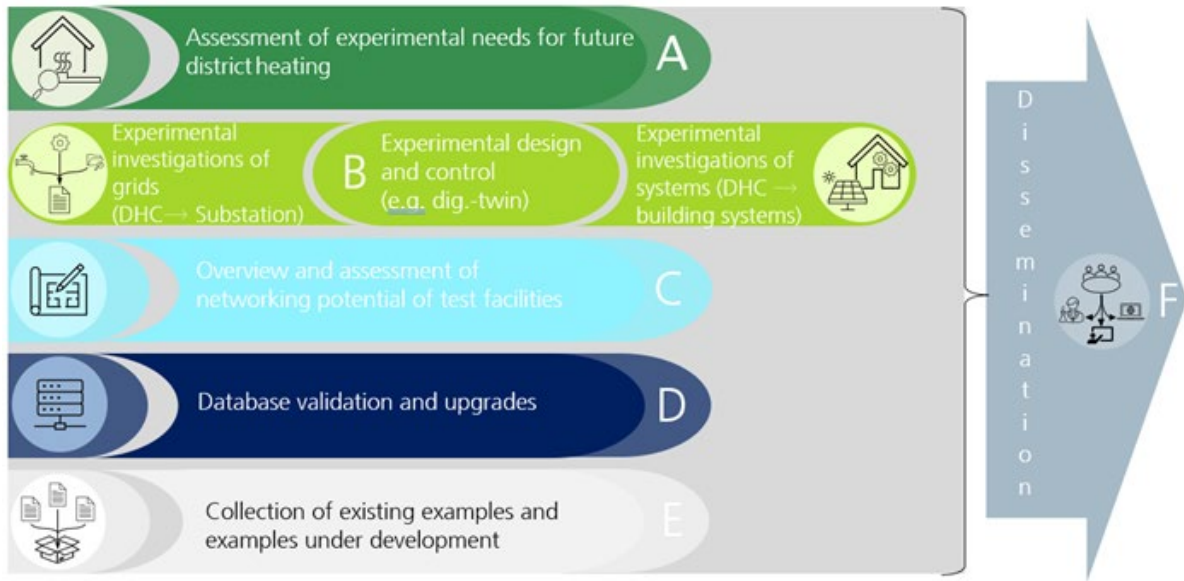 Assessment of experimental needs for future
district heating
A
Experimental
investigations of
grids
(DHC→ Substation)
B
Experimental design
and control
(e.g. dig.-twin)
Experimental
investigations of
systems (DHC →
building systems)
Overview and assessment of
networking potential of test facilities
C
Database validation and upgrades
D
Collection of existing examples and
examples under development
E
Dissemination
F